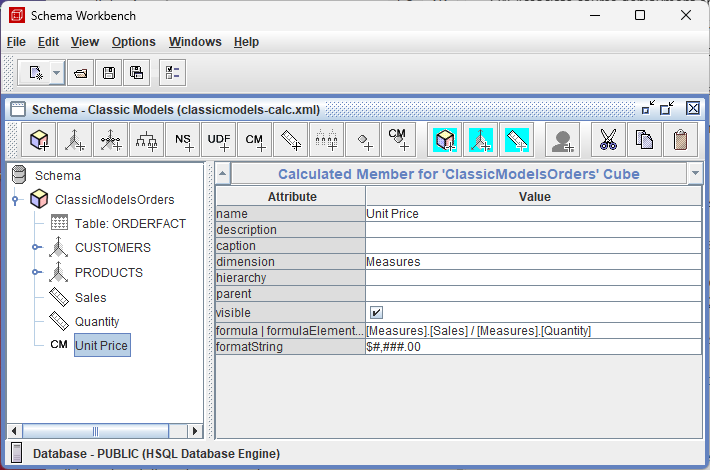 Schema Workbench
File Edit View Options Windows Help
Schema - Classic Models (classicmodels-calc.xml)
NS UDF CM CM
Schema
ClassicModelsOrders
Table: ORDERFACT
CUSTOMERS
PRODUCTS
Sales
Quantity
CM Unit Price
Calculated Member for 'ClassicModelsOrders' Cube
Attribute Value
name Unit Price
description
caption
dimension Measures
hierarchy
parent
visible
formula | formulaElement... [Measures].[Sales] / [Measures].[Quantity]
formatString $#,###.00
Database - PUBLIC (HSQL Database Engine)